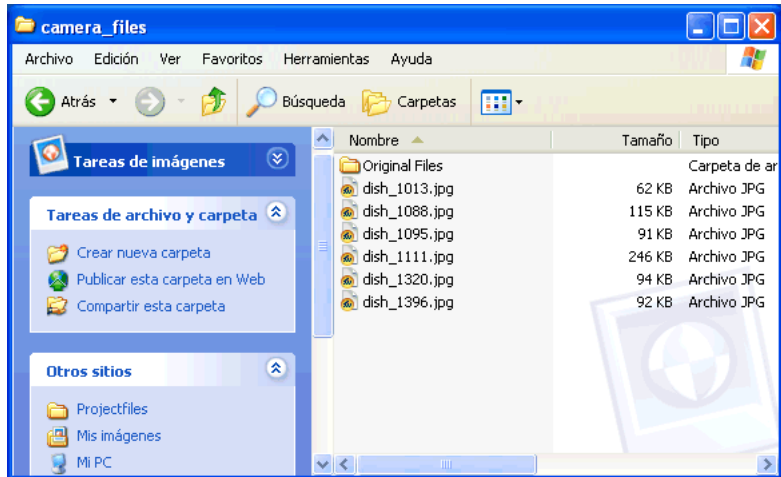 camera_files
Archivo Edición Ver Favoritos Herramientas Ayuda
Atrás Búsqueda Carpetas
Tareas de imágenes
Tareas de archivo y carpeta
Crear nueva carpeta
Publicar esta carpeta en Web
Compartir esta carpeta
Otros sitios
Projectfiles
Mis imágenes
Mi PC
Nombre Tamaño Tipo
Original Files Carpeta de ar
dish_1013.jpg 62 KB Archivo JPG
dish_1088.jpg 115 KB Archivo JPG
dish_1095.jpg 91 KB Archivo JPG
dish_1111.jpg 246 KB Archivo JPG
dish_1320.jpg 94 KB Archivo JPG
dish_1396.jpg 92 KB Archivo JPG